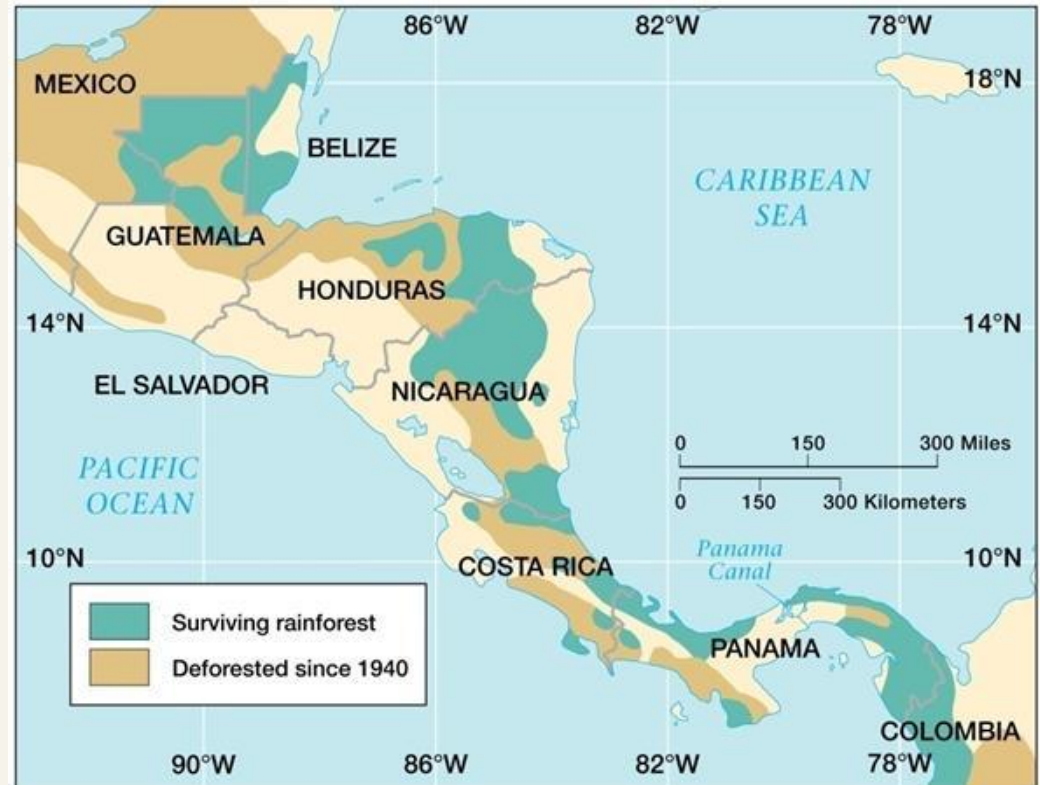 86°W 82°W 78°W
MEXICO
18°N
BELIZE
CARIBBEAN
SEA
GUATEMALA
HONDURAS
14°N
14°N
EL SALVADOR
NICARAGUA
0 150 300 Miles
PACIFIC
OCEAN
0 150 300 Kilometers
Panama
Canal
10°N
10°N
COSTA RICA
Surviving rainforest
PANAMA
Deforested since 1940
COLOMBIA
90°W 86°W 82°W 78°W